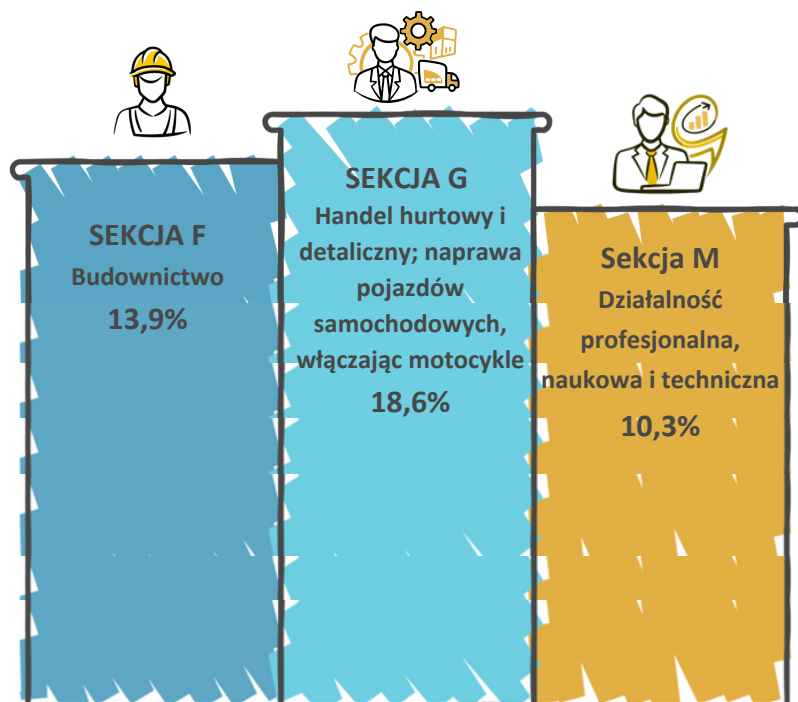 SEKCJA F
Budownictwo
13,9%
SEKCJA G
Handel hurtowy i
detaliczny; naprawa
pojazdów
samochodowych,
włączając motocykle
18,6%
Sekcja M
Działalność
profesjonalna,
naukowa i techniczna
10,3%